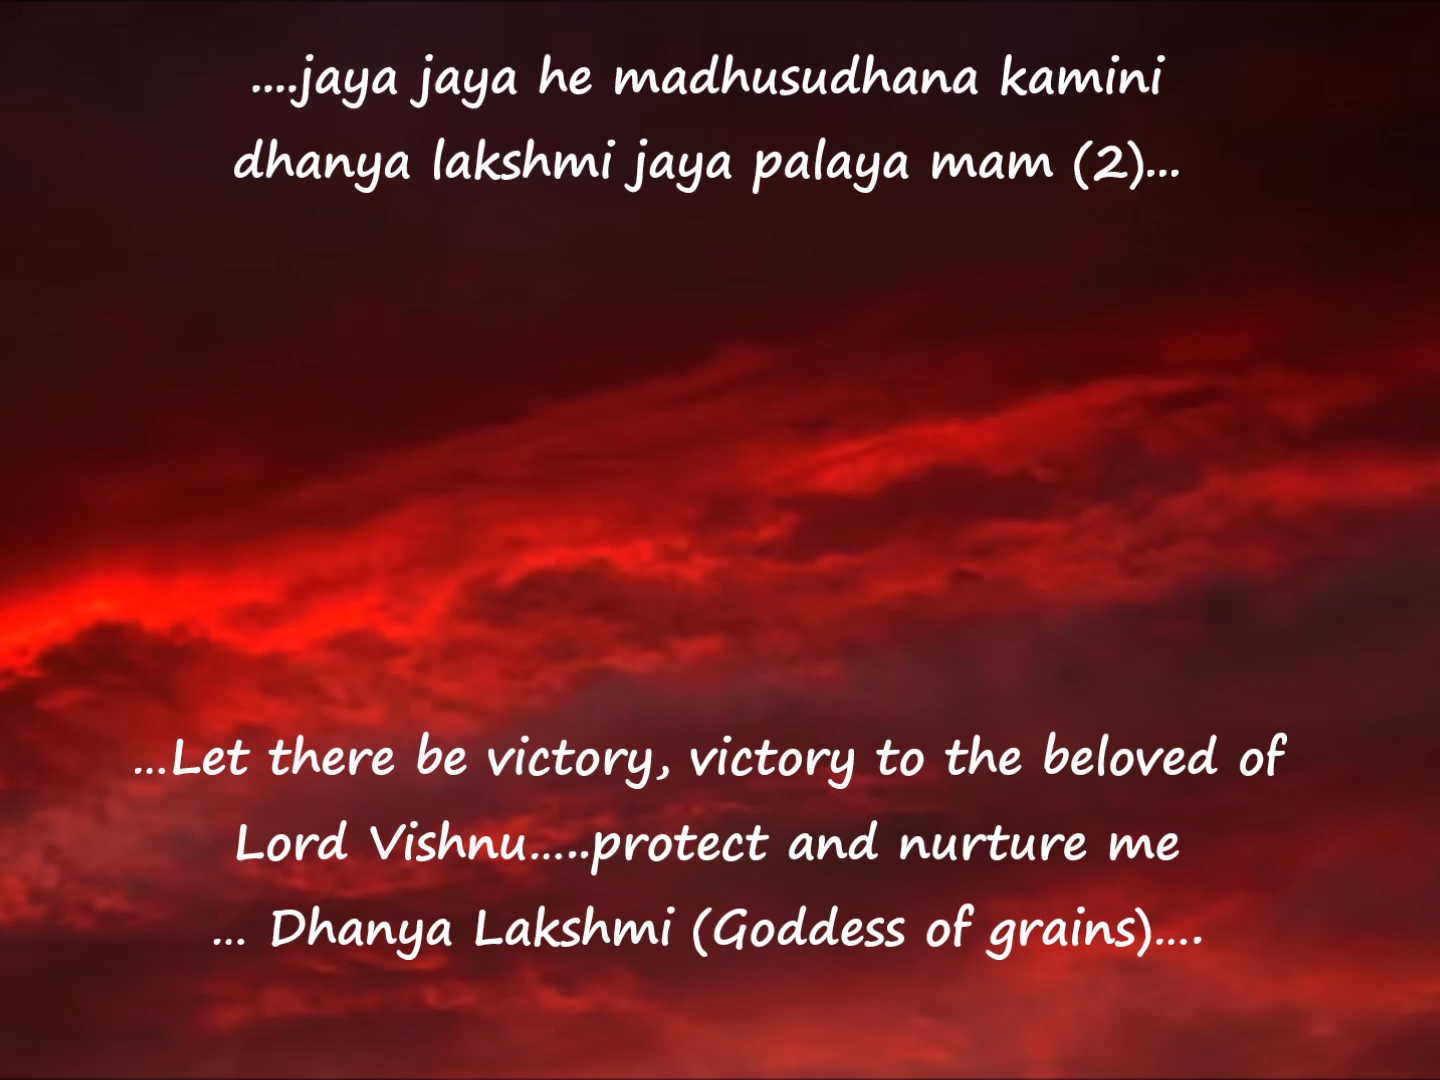 ....jaya jaya he madhusudhana kamini
dhanya lakshmi jaya palaya mam (2)...
...Let there be victory, victory to the beloved of
Lord Vishnu.....protect and nurture me
... Dhanya Lakshmi (Goddess of grains)....